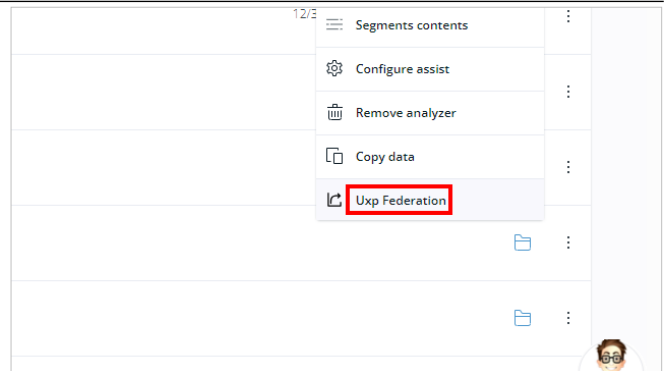 12/3
Segments contents
Configure assist
Remove analyzer
Copy data
Uxp Federation